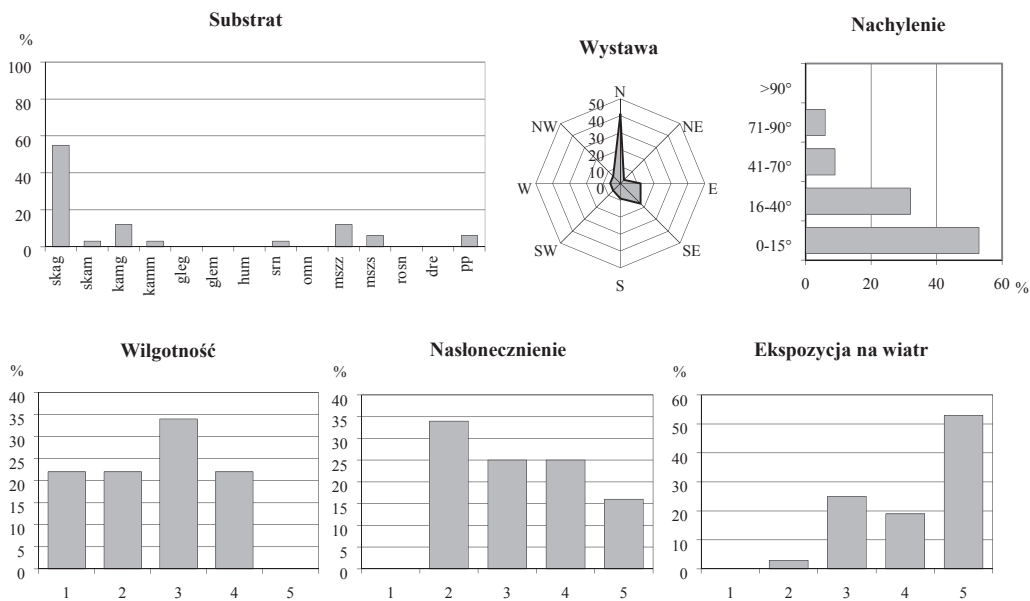 Substrat
%
100
80
60
40
20
0
skag
skam
kamg
kamm
gleg
glem
hum
srn
omn
mszz
mszs
rosn
dre
pp
Wystawa
N
NE
E
SE
S
SW
W
NW
50
40
30
20
10
0
Nachylenie
>90°
71-90°
41-70°
16-40°
0-15°
0 20 40 60 %
Wilgotność
%
40
35
30
25
20
15
10
5
0
1 2 3 4 5
Nasłonecznienie
%
40
35
30
25
20
15
10
5
0
1 2 3 4 5
Ekspozycja na wiatr
%
60
50
40
30
20
10
0
1 2 3 4 5